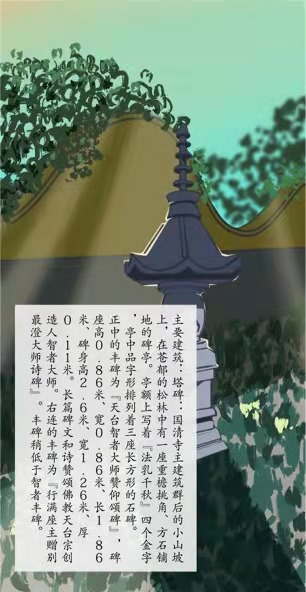 主要建筑：塔碑：国清寺主建筑群后的小山坡
上，在苍郁的松林中有一座重檐挑角、方石铺
地的碑亭。亭额上写着『法乳千秋』四个金字
，亭中品字形排列着三座长方形的石碑。
正中的丰碑为『天台智者大师赞仰颂碑』，碑
座高0.86米、宽0.86米、长1.86
米、碑身高2.6米、宽1.26米、厚
0.11米。长篇碑文和诗赞颂佛教天台宗创
造人智者大师。右连的丰碑为『行满座主赠别
最澄大师诗碑』。丰碑稍低于智者丰碑。